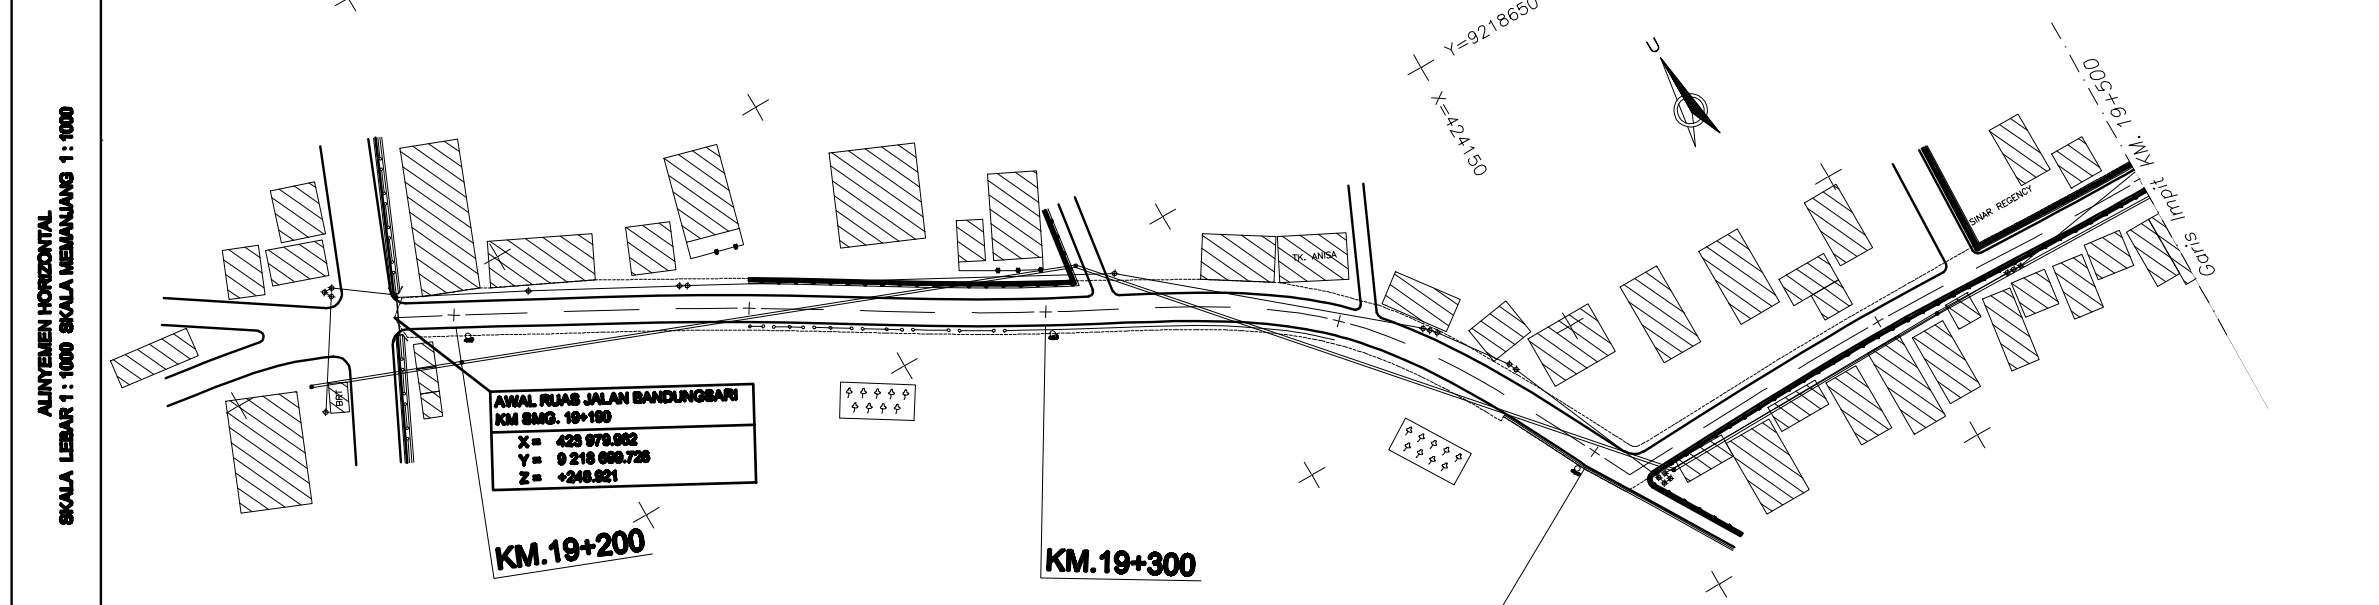 ALINYEMEN HORIZONTAL
SKALA LEBAR 1 : 1000 SKALA MEMANJANG 1 : 1000
Y=9218650
X=424150
U
Garis Impit KM. 19+500
SINAR REGENCY
TK. ANISA
BRT
AWAL RUAS JALAN BANDUNGSARI
KM SMG. 19+190
X = 423 979.962
Y = 9 218 699.726
Z = +248.921
KM.19+200
KM.19+300